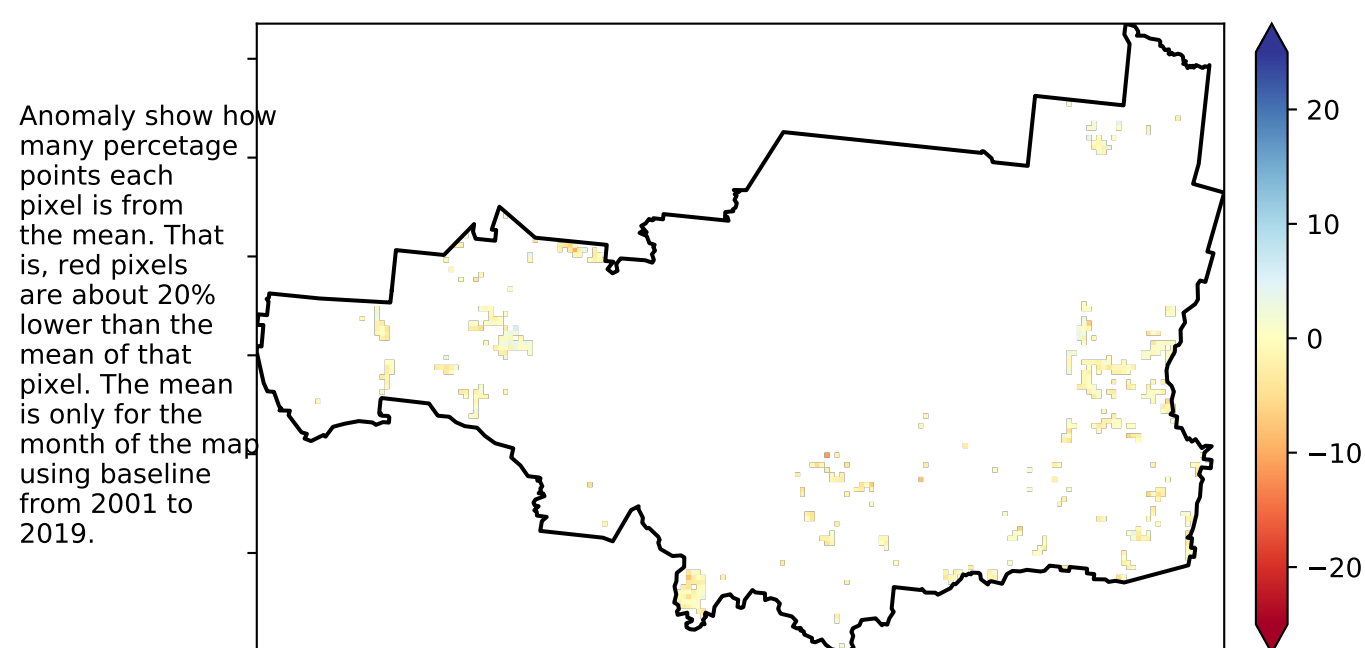 Anomaly show how
many percetage
points each
pixel is from
the mean. That
is, red pixels
are about 20%
lower than the
mean of that
pixel. The mean
is only for the
month of the map
using baseline
from 2001 to
2019.
20
10
0
−10
−20